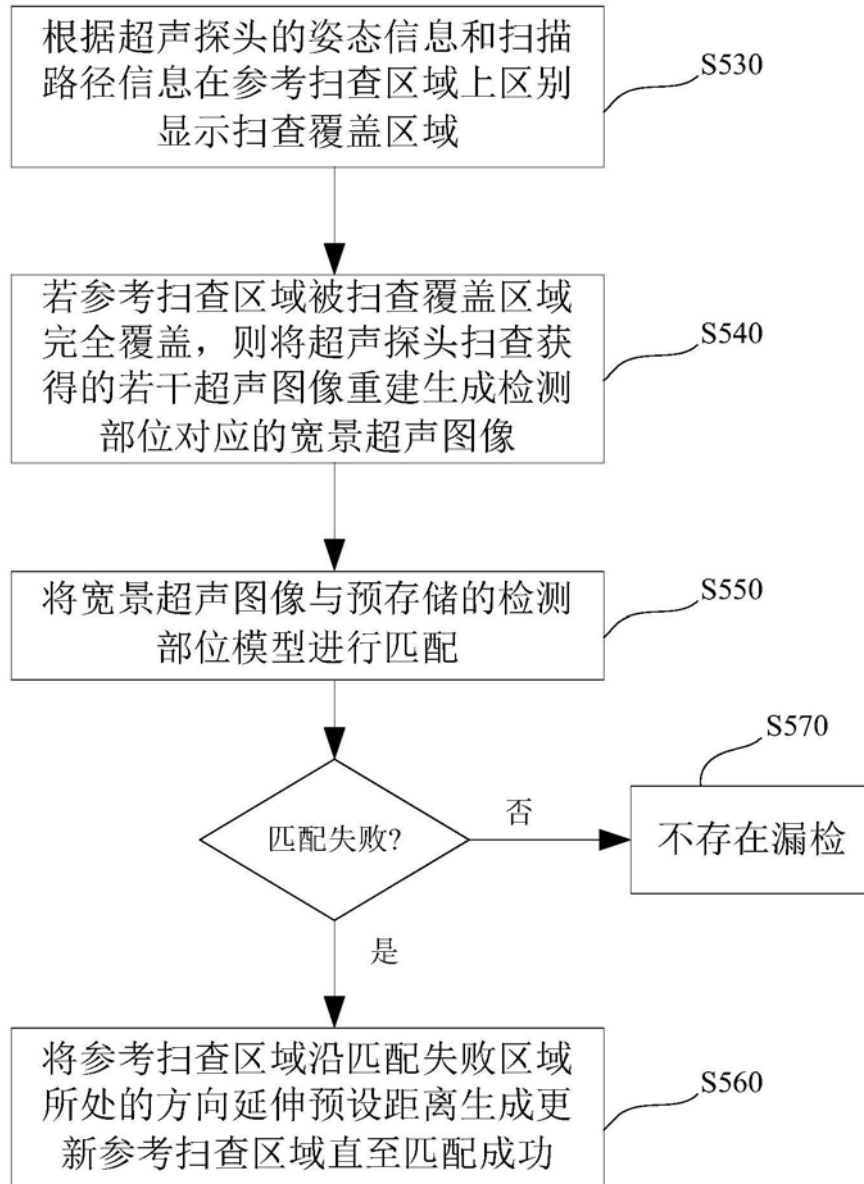 根据超声探头的姿态信息和扫描
路径信息在参考扫查区域上区别
显示扫查覆盖区域
S530
若参考扫查区域被扫查覆盖区域
完全覆盖，则将超声探头扫查获
得的若干超声图像重建生成检测
部位对应的宽景超声图像
S540
将宽景超声图像与预存储的检测
部位模型进行匹配
S550
匹配失败?
否
S570
不存在漏检
是
将参考扫查区域沿匹配失败区域
所处的方向延伸预设距离生成更
新参考扫查区域直至匹配成功
S560